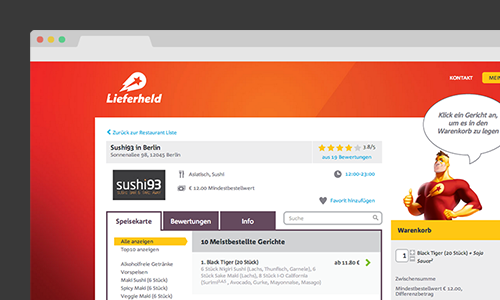 Lieferheld
KONTAKT
MEIN
Klick ein Gericht an,
um es in den
Warenkorb zu legen
Zurück zur Restaurant Liste
Sushi93 in Berlin
Sonnenallee 98, 12045 Berlin
3.8/5
aus 19 Bewertungen
sushi93
Asiatisch, Sushi
€ 12.00 Mindestbestellwert
12:00-23:00
Favorit hinzufügen
Speisekarte
Bewertungen
Info
Suche
Alle anzeigen
Top10 anzeigen
Alkoholfreie Getränke
Vorspeisen
Maki Sushi (6 Stück)
Spicy Maki (6 Stück)
Veggie Maki (6 Stück)
10 Meistbestellte Gerichte
1. Black Tiger (20 Stück)
ab 11.80 €
6 Stück Nigiri Sushi (Lachs, Thunfisch, Garnele), 6
Stück Sake Maki (Lachs), 8 Stück I-O California
, Avocado, Gurke, Mayonnaise, Masago)
Warenkorb
1
Black Tiger (20 Stück) + Soja
Sauce
Zwischensumme
Mindestbestellwert € 12.00,
Differenzbetrag